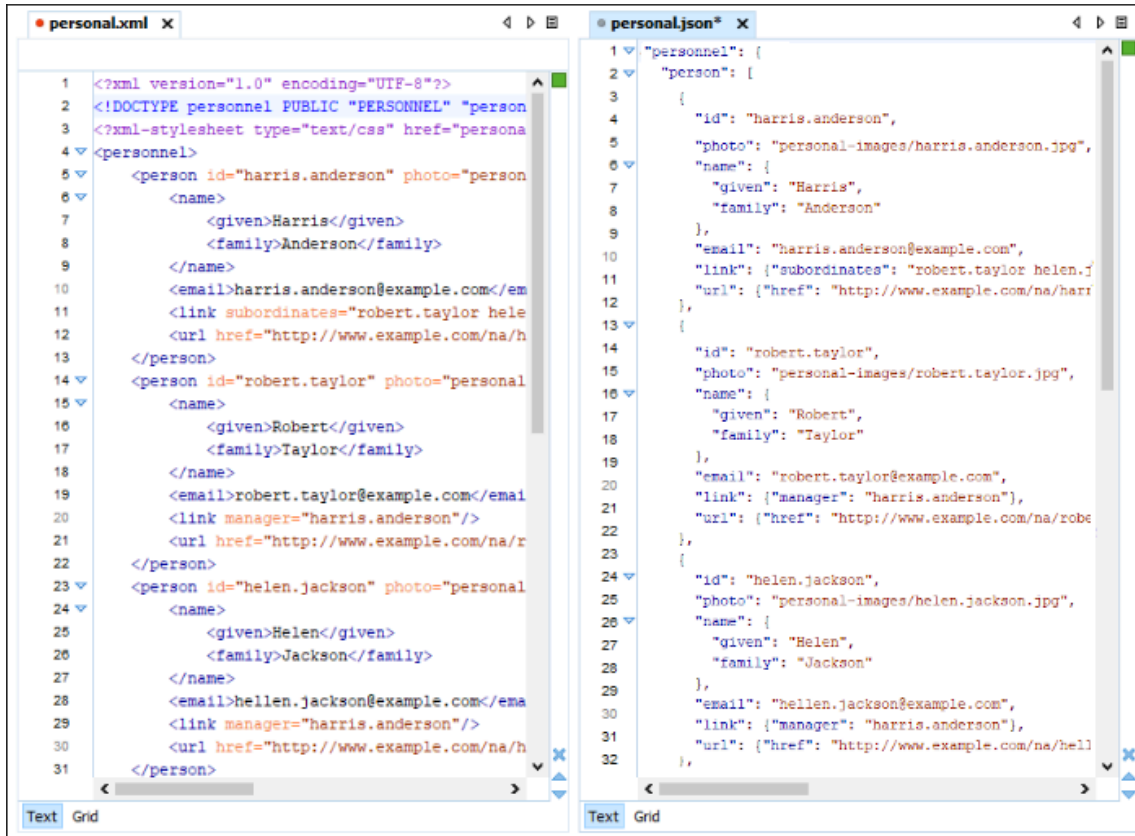 personal.xml
1 <?xml version="1.0" encoding="UTF-8"?>
2 <!DOCTYPE personnel PUBLIC "PERSONNEL" "person
3 <?xml-stylesheet type="text/css" href="persona
4 <personnel>
5 <person id="harris.anderson" photo="person
6 <name>
7 <given>Harris</given>
8 <family>Anderson</family>
9 </name>
10 <email>harris.anderson@example.com</em
11 <link subordinates="robert.taylor hele
12 <url href="http://www.example.com/na/h
13 </person>
14 <person id="robert.taylor" photo="personal
15 <name>
16 <given>Robert</given>
17 <family>Taylor</family>
18 </name>
19 <email>robert.taylor@example.com</emai
20 <link manager="harris.anderson"/>
21 <url href="http://www.example.com/na/r
22 </person>
23 <person id="helen.jackson" photo="personal
24 <name>
25 <given>Helen</given>
26 <family>Jackson</family>
27 </name>
28 <email>hellen.jackson@example.com</ema
29 <link manager="harris.anderson"/>
30 <url href="http://www.example.com/na/h
31 </person>
Text Grid
personal.json*
1 "personnel": {
2 "person": [
3 {
4 "id": "harris.anderson",
5 "photo": "personal-images/harris.anderson.jpg",
6 "name": {
7 "given": "Harris",
8 "family": "Anderson"
9 },
10 "email": "harris.anderson@example.com",
11 "link": {"subordinates": "robert.taylor helen.j
12 "url": {"href": "http://www.example.com/na/harr
},
13 {
14 "id": "robert.taylor",
15 "photo": "personal-images/robert.taylor.jpg",
16 "name": {
17 "given": "Robert",
18 "family": "Taylor"
19 },
20 "email": "robert.taylor@example.com",
21 "link": {"manager": "harris.anderson"},
"url": {"href": "http://www.example.com/na/robe
22 },
23 {
24 "id": "helen.jackson",
25 "photo": "personal-images/helen.jackson.jpg",
26 "name": {
27 "given": "Helen",
28 "family": "Jackson"
29 },
30 "email": "hellen.jackson@example.com",
"link": {"manager": "harris.anderson"},
31 "url": {"href": "http://www.example.com/na/hell
32 },
Text Grid